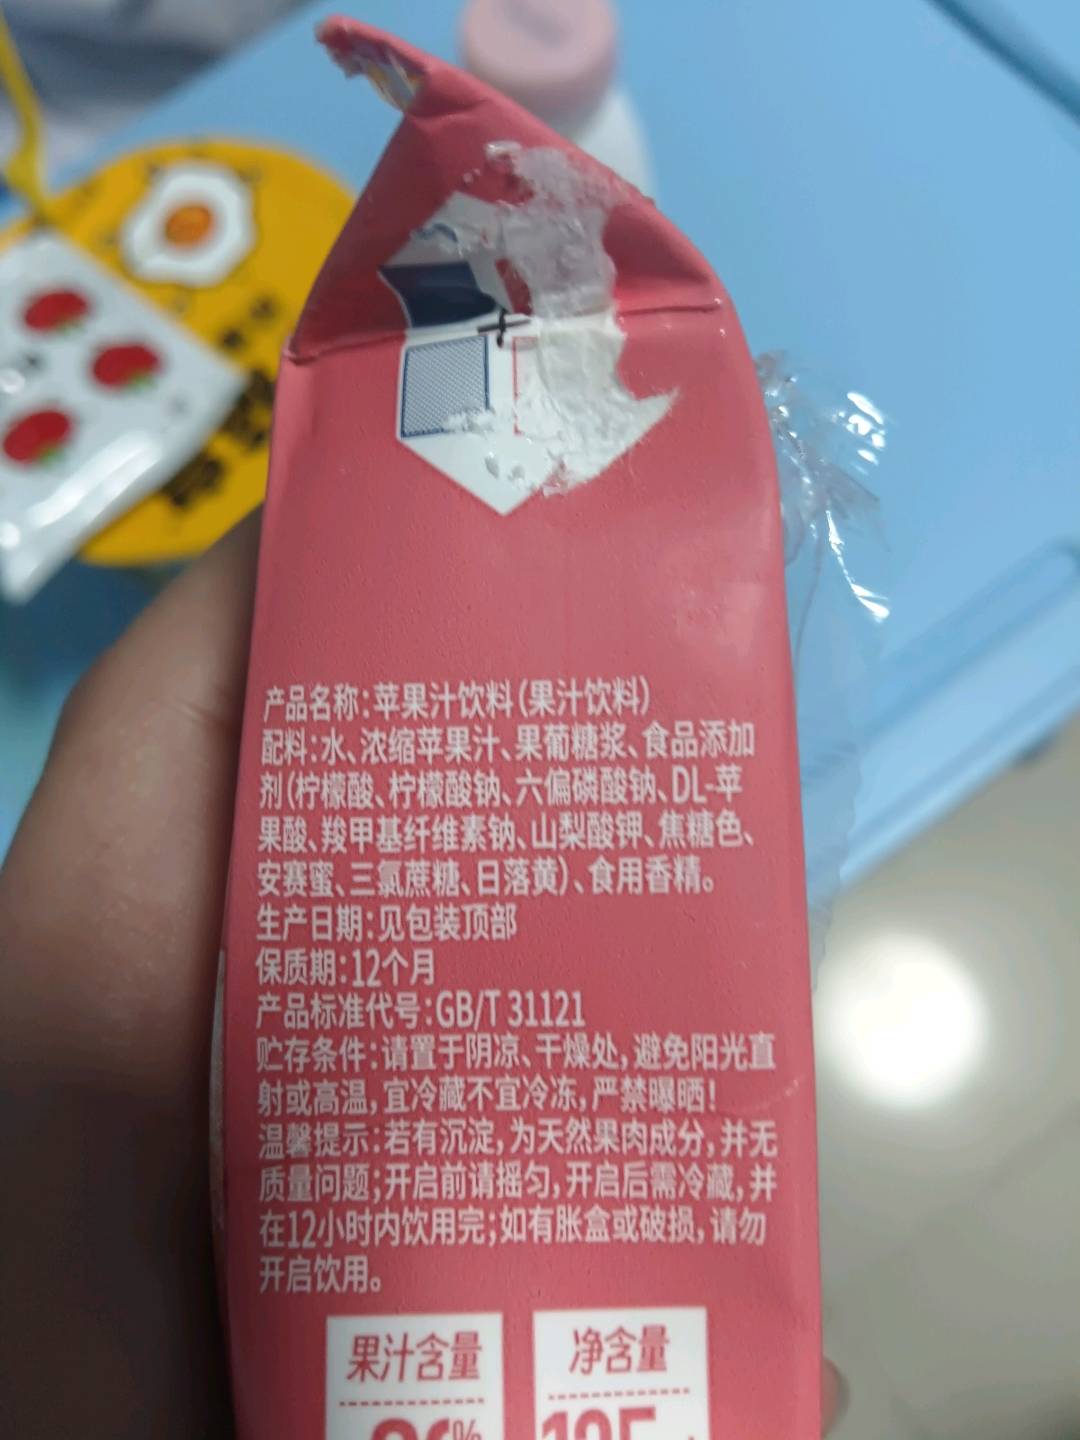 产品名称:苹果汁饮料(果汁饮料)
配料:水、浓缩苹果汁、果葡糖浆、食品添加
剂(柠檬酸、柠檬酸钠、六偏磷酸钠、DL-苹
果酸、羧甲基纤维素钠、山梨酸钾、焦糖色、
安赛蜜、三氯蔗糖、日落黄)、食用香精。
生产日期:见包装顶部
保质期:12个月
产品标准代号:GB/T 31121
贮存条件:请置于阴凉、干燥处,避免阳光直
射或高温,宜冷藏不宜冷冻,严禁曝晒!
温馨提示:若有沉淀,为天然果肉成分,并无
质量问题;开启前请摇匀,开启后需冷藏,并
在12小时内饮用完;如有胀盒或破损,请勿
开启饮用。
果汁含量
净含量